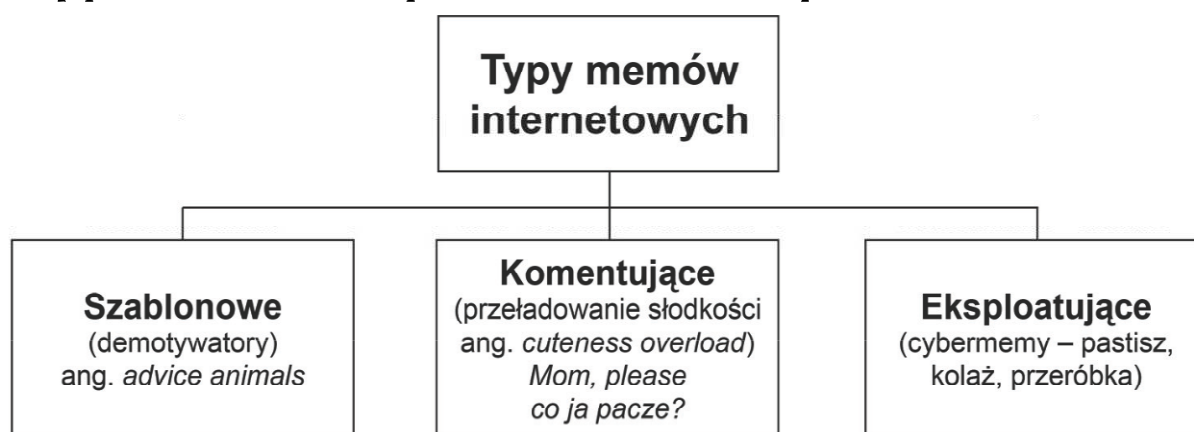 Typy memów
internetowych
Szablonowe
(demotywatory)
ang. advice animals
Komentujące
(przeładowanie słodkości
ang. cuteness overload)
Mom, please
co ja pacze?
Eksploatujące
(cybermemy – pastisz,
kolaż, przeróbka)